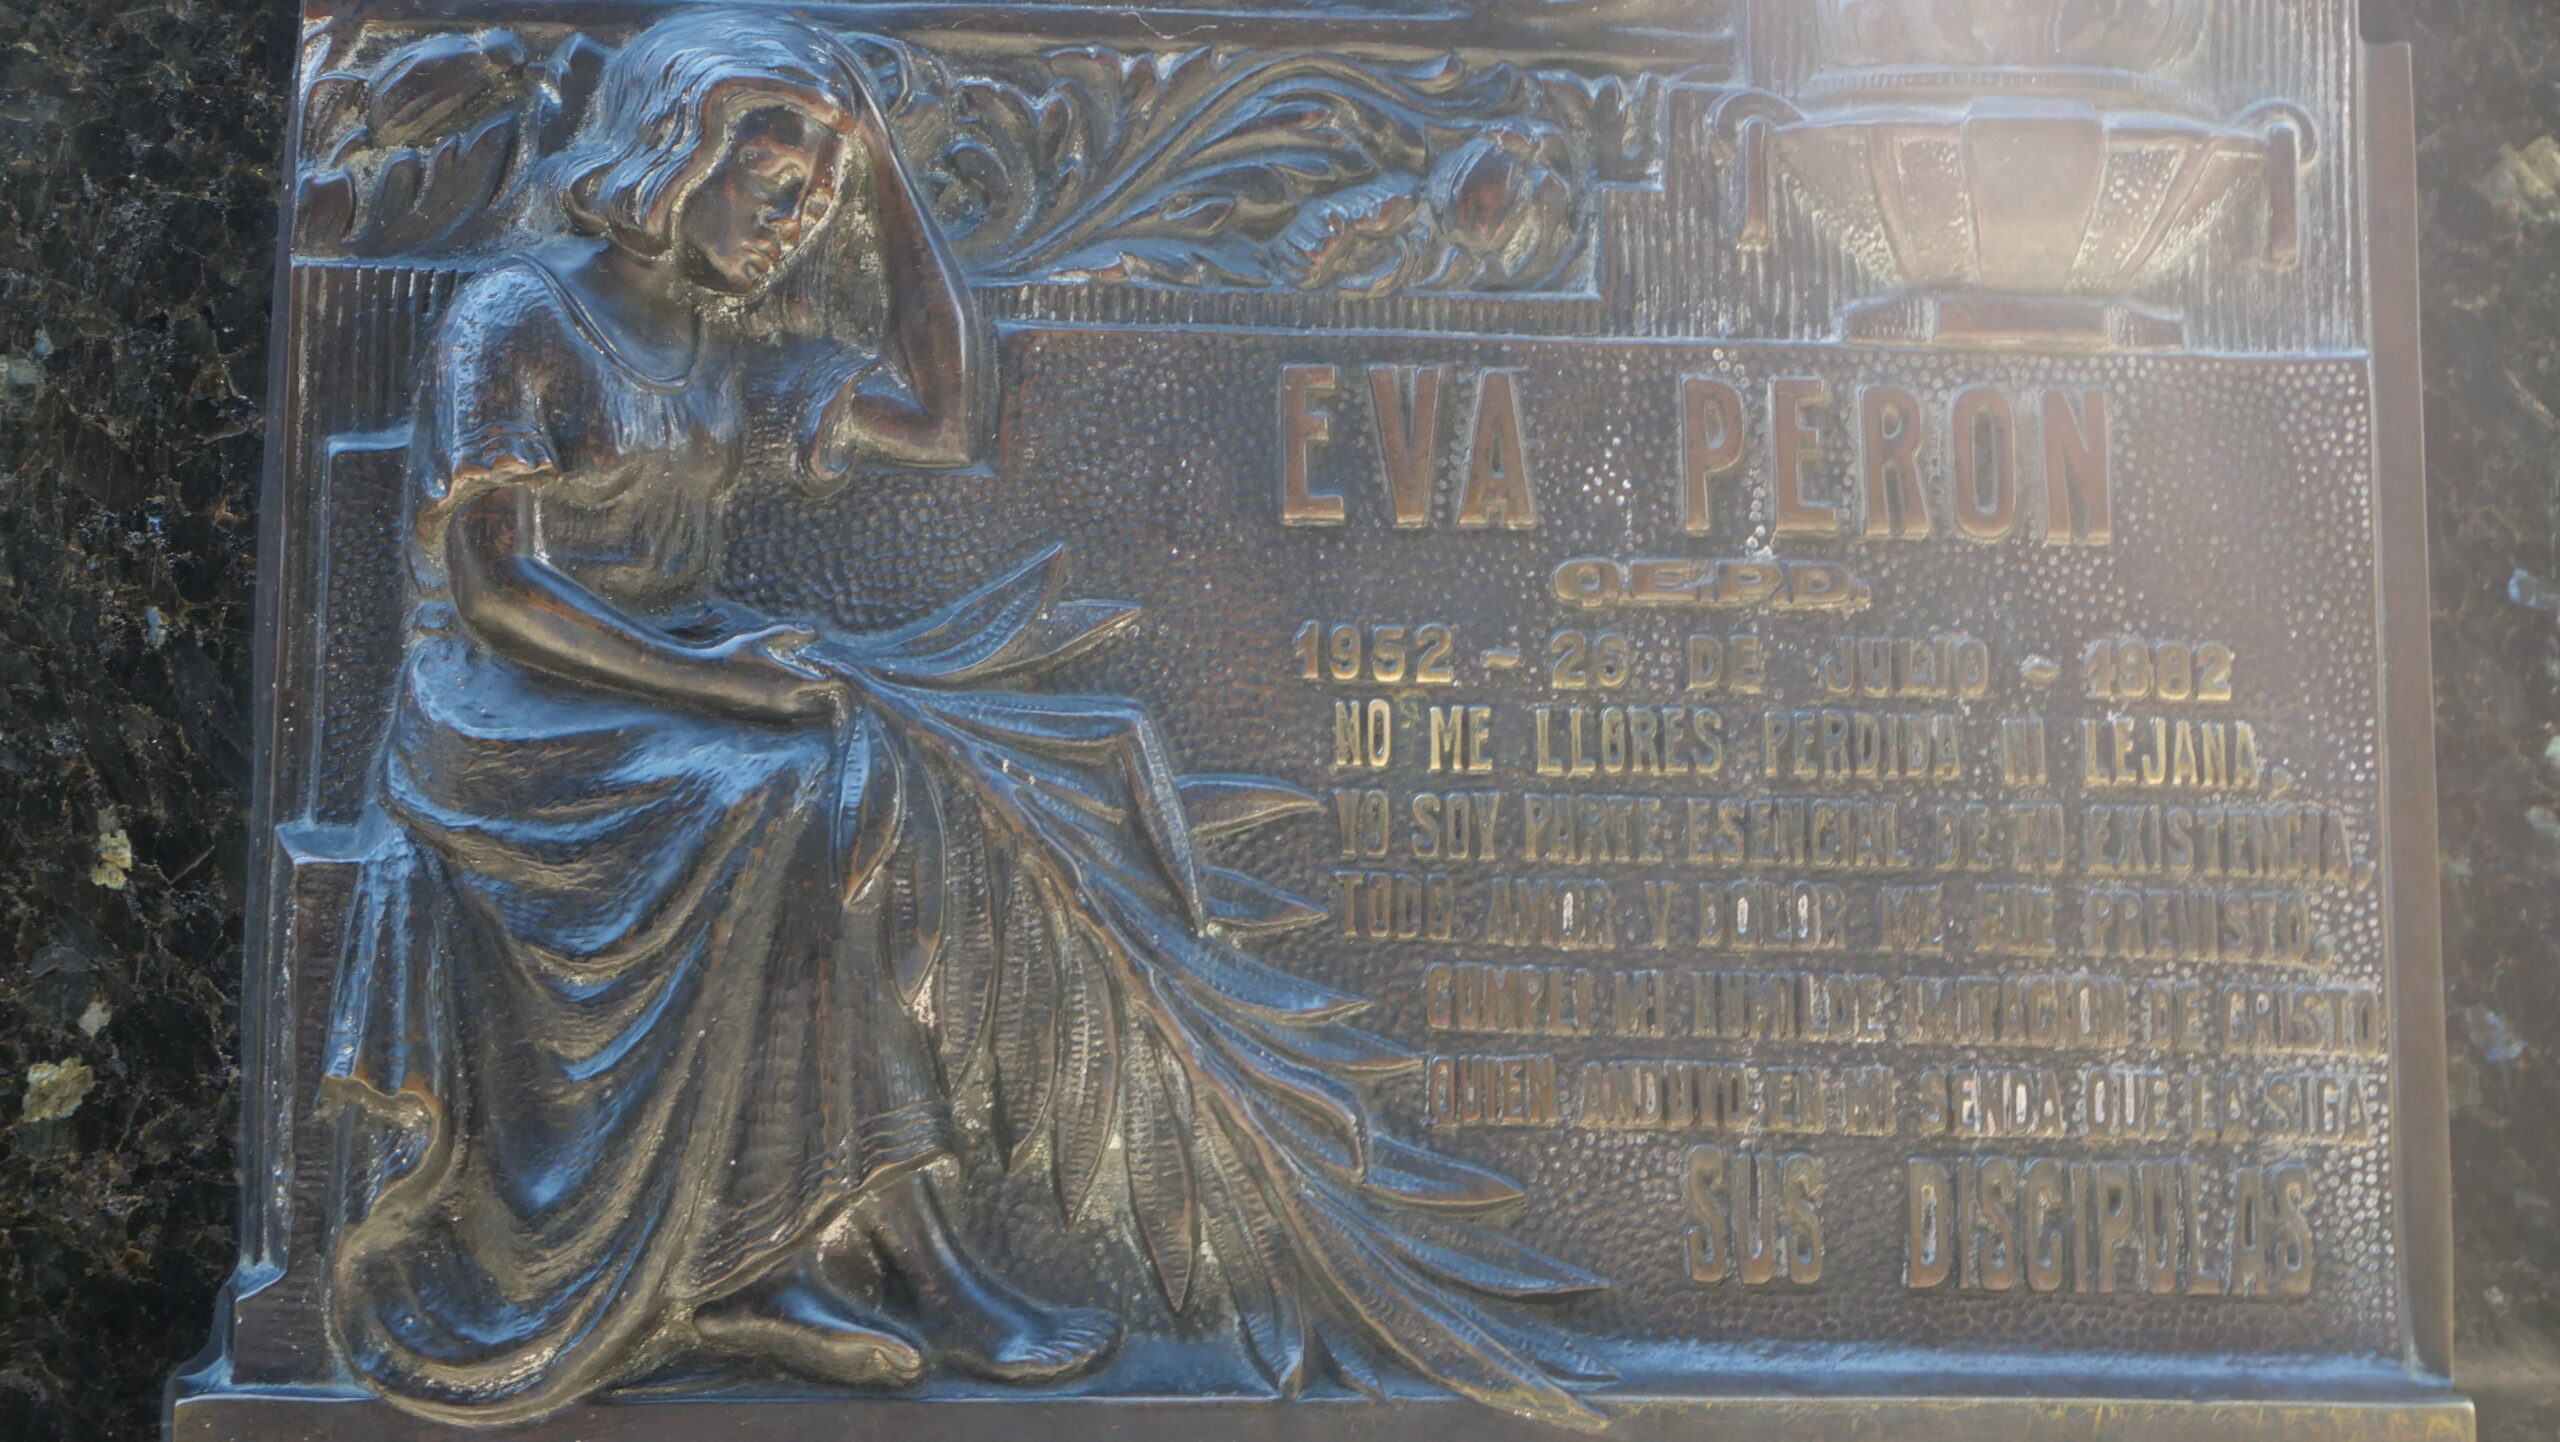 EVA PERON
Q.E.P.D.
1952 - 26 DE JULIO - 1982
NO ME LLORES PERDIDA NI LEJANA,
YO SOY PARTE ESENCIAL DE TU EXISTENCIA,
TODO AMOR Y DOLOR ME FUE PREVISTO,
CUMPLI MI HUMILDE IMITACION DE CRISTO
QUIEN ANDUVO EN MI SENDA QUE LA SIGA
SUS DISCIPULAS